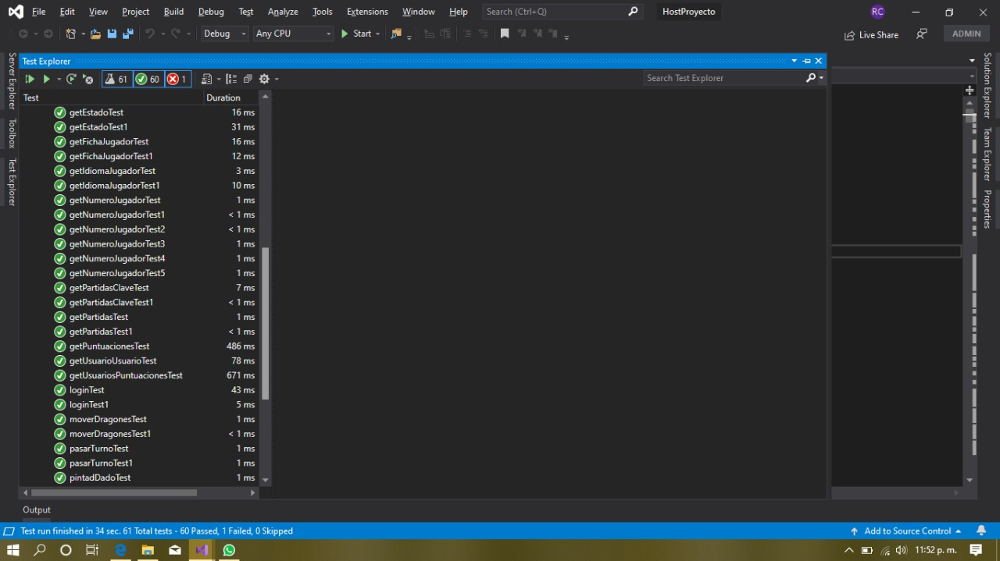 File Edit View Project Build Debug Test Analyze Tools Extensions Window Help Search (Ctrl+Q) HostProyecto RC
Debug Any CPU Start Live Share ADMIN
Test Explorer
61 60 1 Search Test Explorer
Test Duration
getEstadoTest 16 ms
getEstadoTest1 31 ms
getFichaJugadorTest 16 ms
getFichaJugadorTest1 12 ms
getIdiomaJugadorTest 3 ms
getIdiomaJugadorTest1 10 ms
getNumeroJugadorTest 1 ms
getNumeroJugadorTest1 < 1 ms
getNumeroJugadorTest2 < 1 ms
getNumeroJugadorTest3 1 ms
getNumeroJugadorTest4 1 ms
getNumeroJugadorTest5 1 ms
getPartidasClaveTest 7 ms
getPartidasClaveTest1 < 1 ms
getPartidasTest 1 ms
getPartidasTest1 < 1 ms
getPuntuacionesTest 486 ms
getUsuarioUsuarioTest 78 ms
getUsuariosPuntuacionesTest 671 ms
loginTest 43 ms
loginTest1 5 ms
moverDragonesTest 1 ms
moverDragonesTest1 < 1 ms
pasarTurnoTest 1 ms
pasarTurnoTest1 1 ms
pintadDadoTest 1 ms
Server Explorer
Toolbox
Test Explorer
Solution Explorer
Team Explorer
Properties
Output
Test run finished in 34 sec. 61 Total tests - 60 Passed, 1 Failed, 0 Skipped Add to Source Control
11:52 p. m.